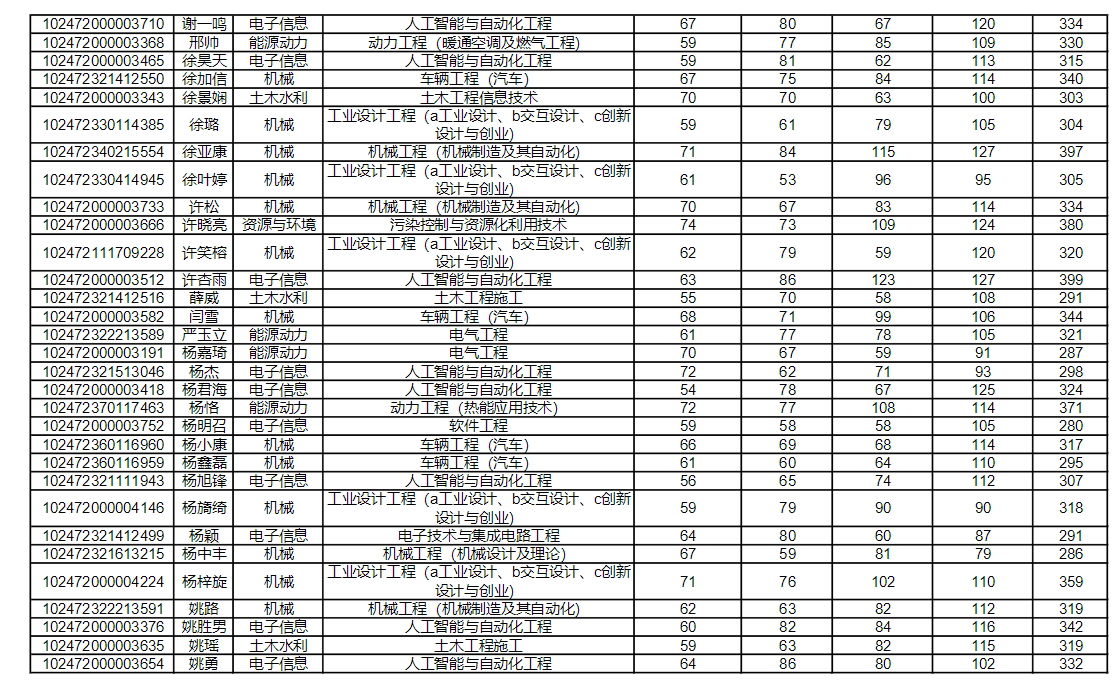 102472000003710 谢一鸣 电子信息 人工智能与自动化工程 67 80 67 120 334
102472000003368 邢帅 能源动力 动力工程（暖通空调及燃气工程) 59 77 85 109 330
102472000003465 徐昊天 电子信息 人工智能与自动化工程 59 81 62 113 315
102472321412550 徐加信 机械 车辆工程（汽车） 67 75 84 114 340
102472000003343 徐景娴 土木水利 土木工程信息技术 70 70 63 100 303
102472330114385 徐璐 机械 工业设计工程（a工业设计、b交互设计、c创新
设计与创业) 59 61 79 105 304
102472340215554 徐亚康 机械 机械工程（机械制造及其自动化) 71 84 115 127 397
102472330414945 徐叶婷 机械 工业设计工程（a工业设计、b交互设计、c创新
设计与创业) 61 53 96 95 305
102472000003733 许松 机械 机械工程（机械制造及其自动化) 70 67 83 114 334
102472000003666 许晓亮 资源与环境 污染控制与资源化利用技术 74 73 109 124 380
102472111709228 许笑榕 机械 工业设计工程（a工业设计、b交互设计、c创新
设计与创业) 62 79 59 120 320
102472000003512 许杏雨 电子信息 人工智能与自动化工程 63 86 123 127 399
102472321412516 薛威 土木水利 土木工程施工 55 70 58 108 291
102472000003582 闫雪 机械 车辆工程（汽车） 68 71 99 106 344
102472322213589 严玉立 能源动力 电气工程 61 77 78 105 321
102472000003191 杨嘉琦 能源动力 电气工程 70 67 59 91 287
102472321513046 杨杰 电子信息 人工智能与自动化工程 72 62 71 93 298
102472000003418 杨君海 电子信息 人工智能与自动化工程 54 78 67 125 324
102472370117463 杨恪 能源动力 动力工程（热能应用技术） 72 77 108 114 371
102472000003752 杨明召 电子信息 软件工程 59 58 58 105 280
102472360116960 杨小康 机械 车辆工程（汽车） 66 69 68 114 317
102472360116959 杨鑫磊 机械 车辆工程（汽车） 61 60 64 110 295
102472321111943 杨旭锋 电子信息 人工智能与自动化工程 56 65 74 112 307
102472000004146 杨旖绮 机械 工业设计工程（a工业设计、b交互设计、c创新
设计与创业) 59 79 90 90 318
102472321412499 杨颖 电子信息 电子技术与集成电路工程 64 80 60 87 291
102472321613215 杨中丰 机械 机械工程（机械设计及理论） 67 59 81 79 286
102472000004224 杨梓旋 机械 工业设计工程（a工业设计、b交互设计、c创新
设计与创业) 71 76 102 110 359
102472322213591 姚路 机械 机械工程（机械制造及其自动化) 62 63 82 112 319
102472000003376 姚胜男 电子信息 人工智能与自动化工程 60 82 84 116 342
102472000003635 姚瑶 土木水利 土木工程施工 59 63 82 115 319
102472000003654 姚勇 电子信息 人工智能与自动化工程 64 86 80 102 332